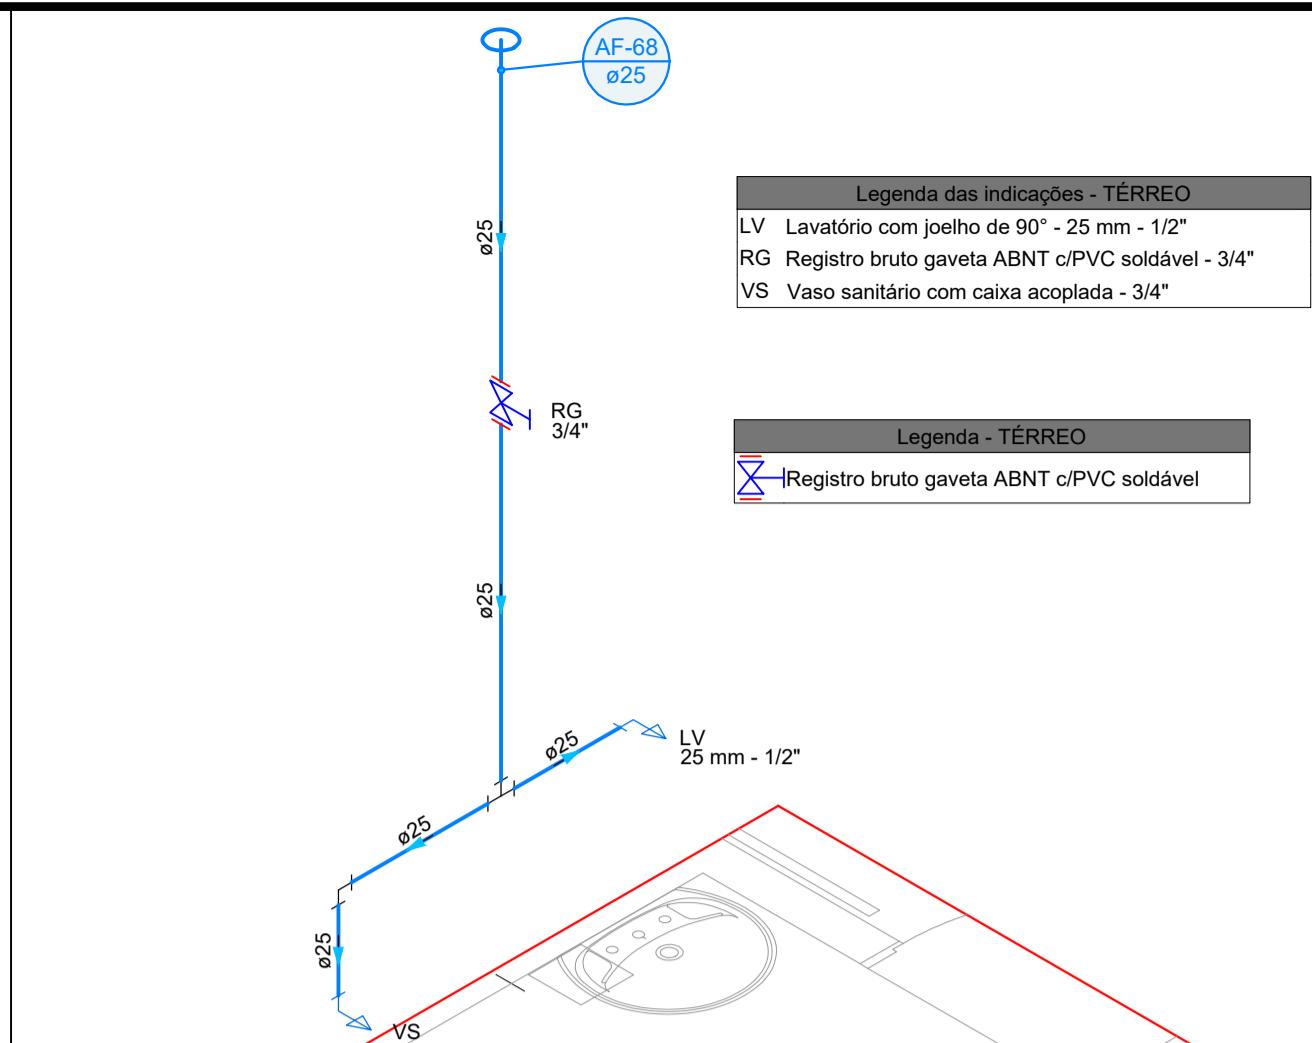 AF-68
ø25
ø25
Legenda das indicações - TÉRREO
LV Lavatório com joelho de 90° - 25 mm - 1/2"
RG Registro bruto gaveta ABNT c/PVC soldável - 3/4"
VS Vaso sanitário com caixa acoplada - 3/4"
RG
3/4"
Legenda - TÉRREO
Registro bruto gaveta ABNT c/PVC soldável
ø25
ø25
LV
25 mm - 1/2"
ø25
ø25
VS